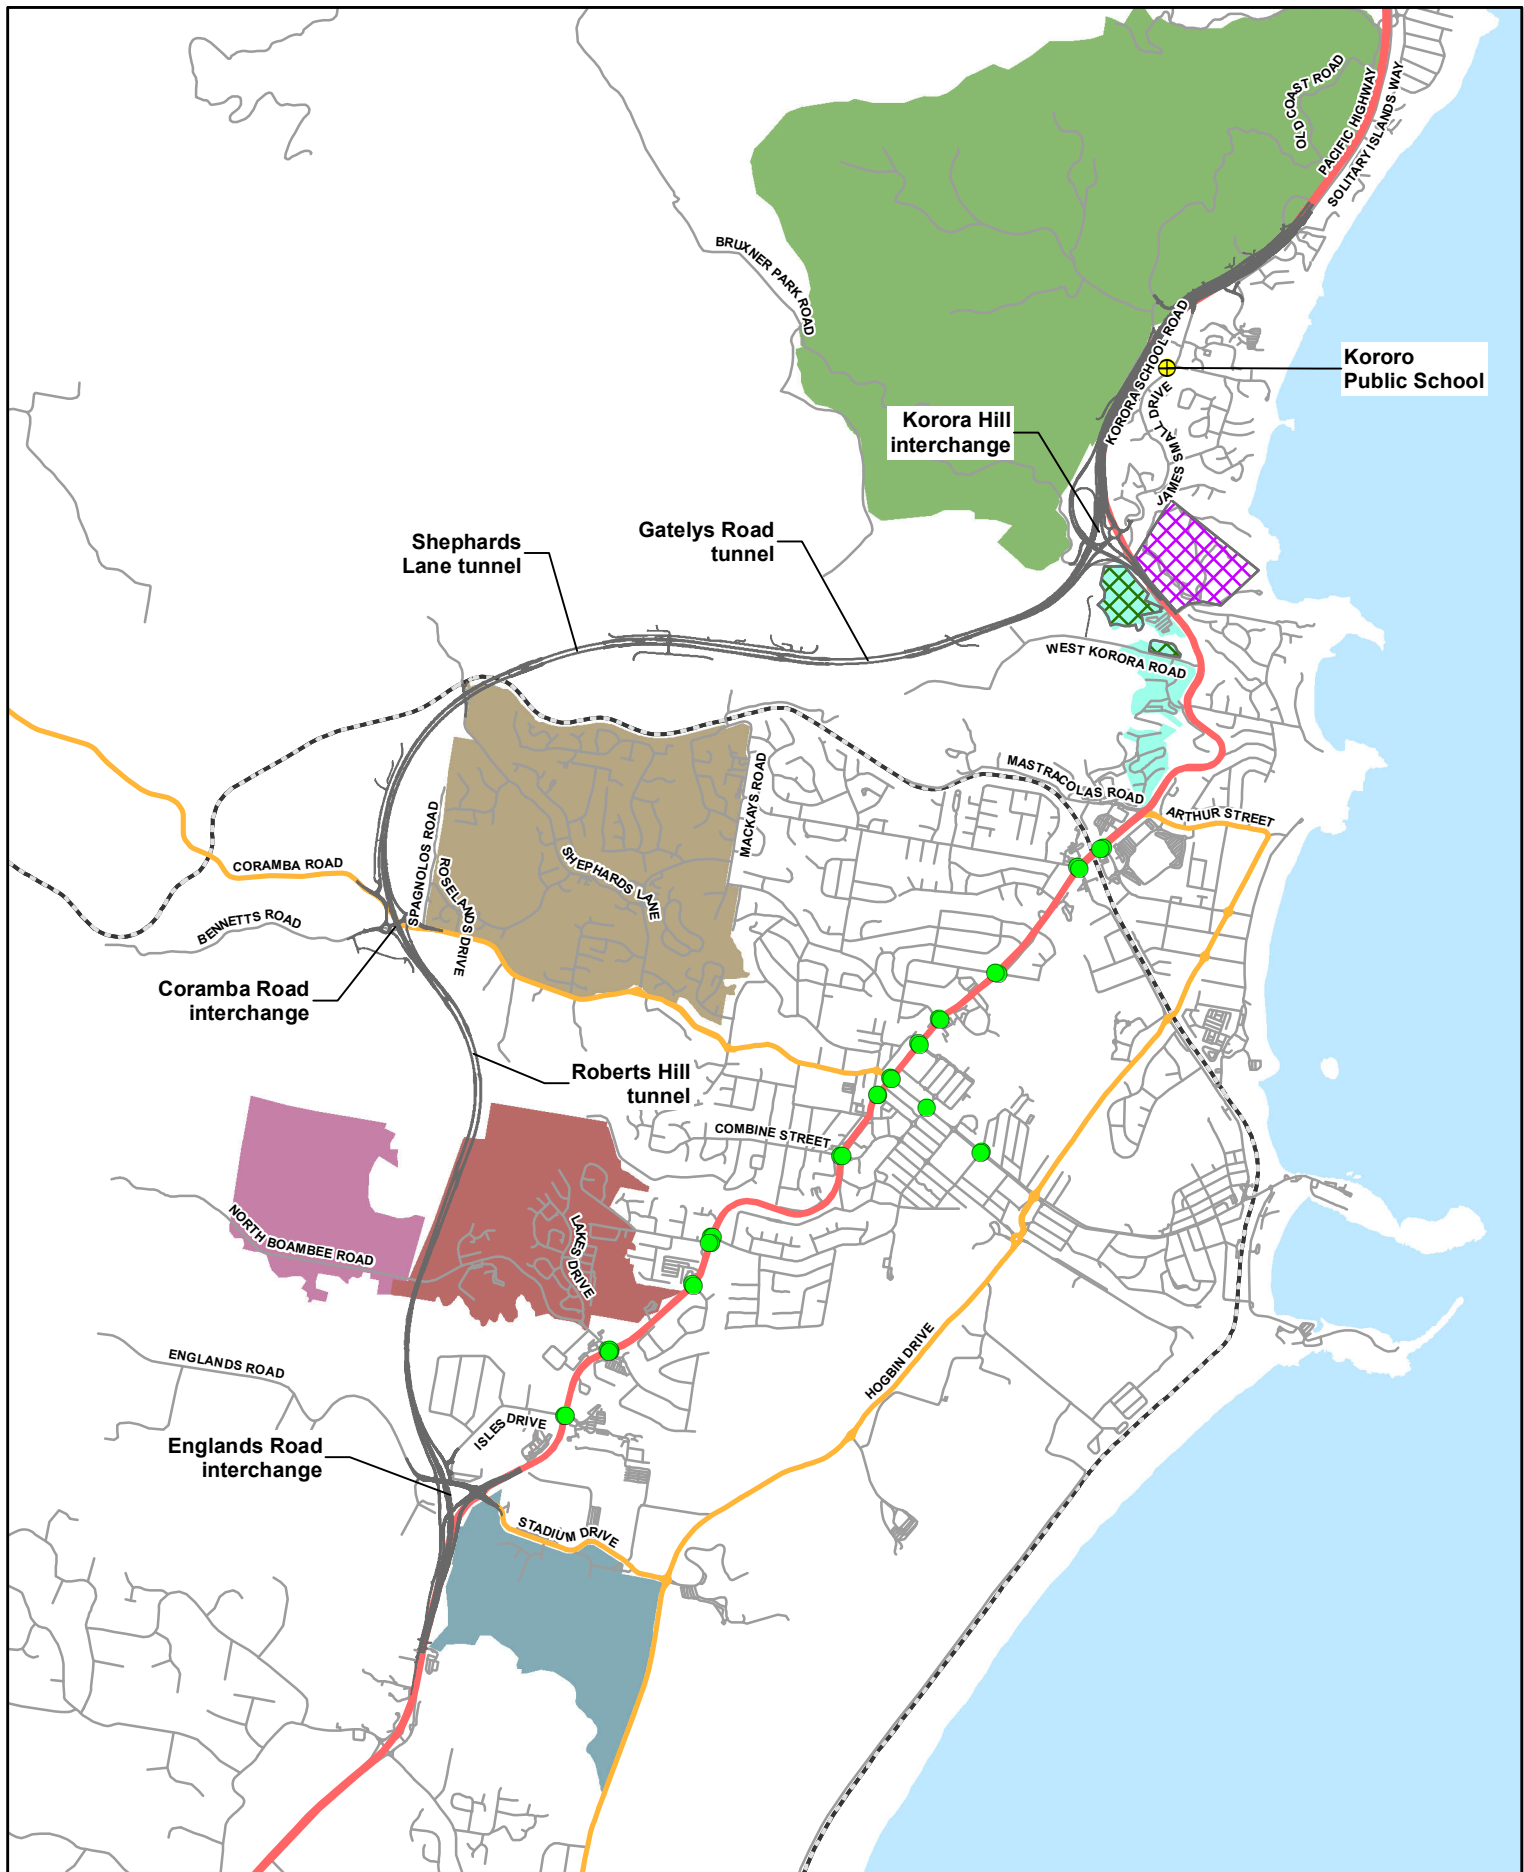 OLD COAST ROAD
PACIFIC HIGHWAY
SOLITARY ISLANDS WAY
BRUXNER PARK ROAD
KORORA SCHOOL ROAD
Kororo
Public School
JAMES SMALL DRIVE
Korora Hill
interchange
Gatelys Road
tunnel
Shephards
Lane tunnel
WEST KORORA ROAD
MASTRACOLAS ROAD
ARTHUR STREET
MACKAYS ROAD
SPAGNOLOS ROAD
ROSELANDS DRIVE
SHEPHARDS LANE
CORAMBA ROAD
BENNETTS ROAD
Coramba Road
interchange
Roberts Hill
tunnel
COMBINE STREET
LAKES DRIVE
NORTH BOAMBEE ROAD
HOGBIN DRIVE
ENGLANDS ROAD
ISLES DRIVE
Englands Road
interchange
STADIUM DRIVE